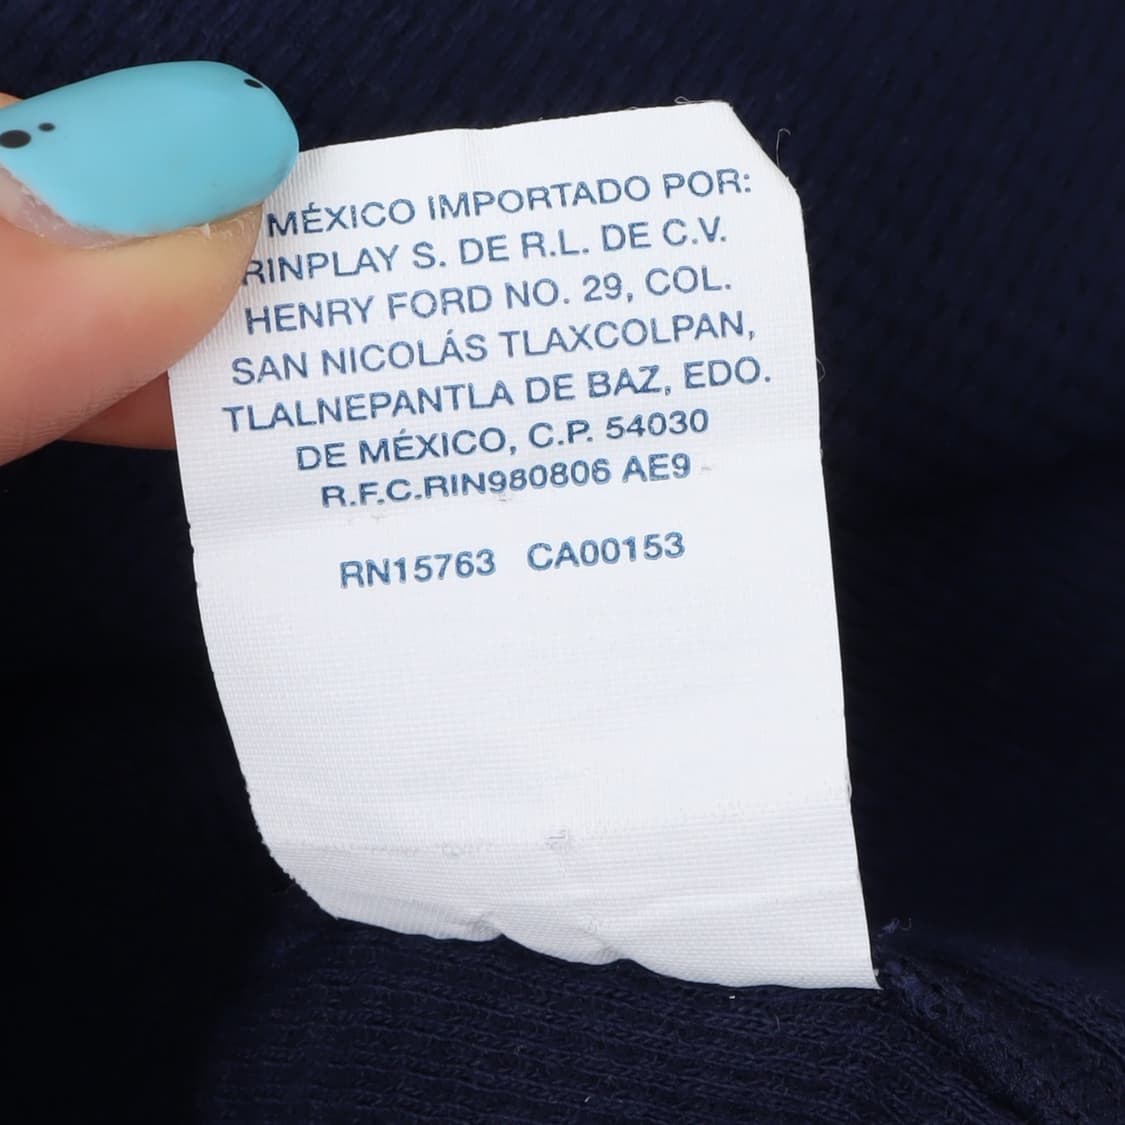 MÉXICO IMPORTADO POR:
RINPLAY S. DE R.L. DE C.V.
HENRY FORD NO. 29, COL.
SAN NICOLÁS TLAXCOLPAN,
TLALNEPANTLA DE BAZ, EDO.
DE MÉXICO, C.P. 54030
R.F.C.RIN980806 AE9
RN15763 CA00153